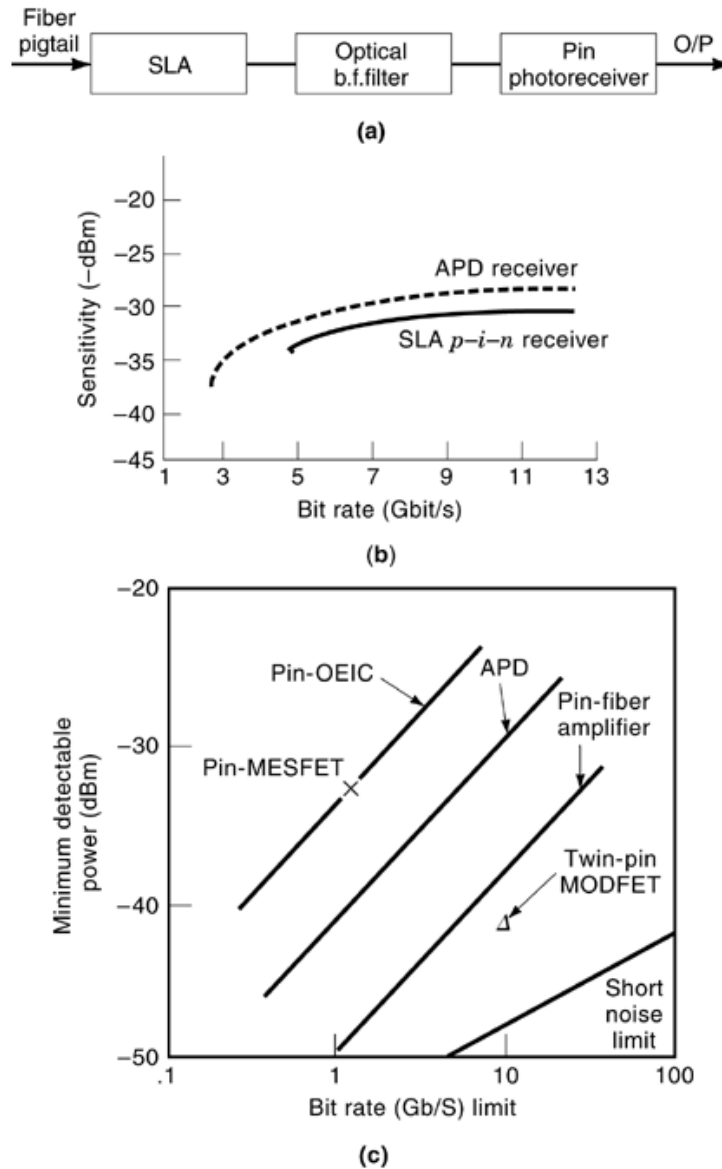 Fiber
pigtail
SLA
Optical
b.f.filter
Pin
photoreceiver
O/P
(a)
Sensitivity (–dBm)
–20
–25
–30
–35
–40
–45
APD receiver
SLA p–i–n receiver
1 3 5 7 9 11 13
Bit rate (Gbit/s)
(b)
Minimum detectable
power (dBm)
–20
–30
–40
–50
Pin-OEIC
APD
Pin-fiber
amplifier
Pin-MESFET
Twin-pin
MODFET
Δ
Short
noise
limit
.1 1 10 100
Bit rate (Gb/S) limit
(c)